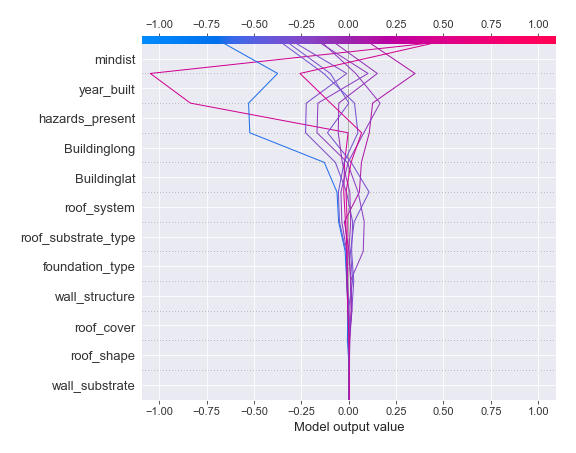 −1.00 −0.75 −0.50 −0.25 0.00 0.25 0.50 0.75 1.00
mindist
year_built
hazards_present
Buildinglong
Buildinglat
roof_system
roof_substrate_type
foundation_type
wall_structure
roof_cover
roof_shape
wall_substrate
−1.00 −0.75 −0.50 −0.25 0.00 0.25 0.50 0.75 1.00
Model output value